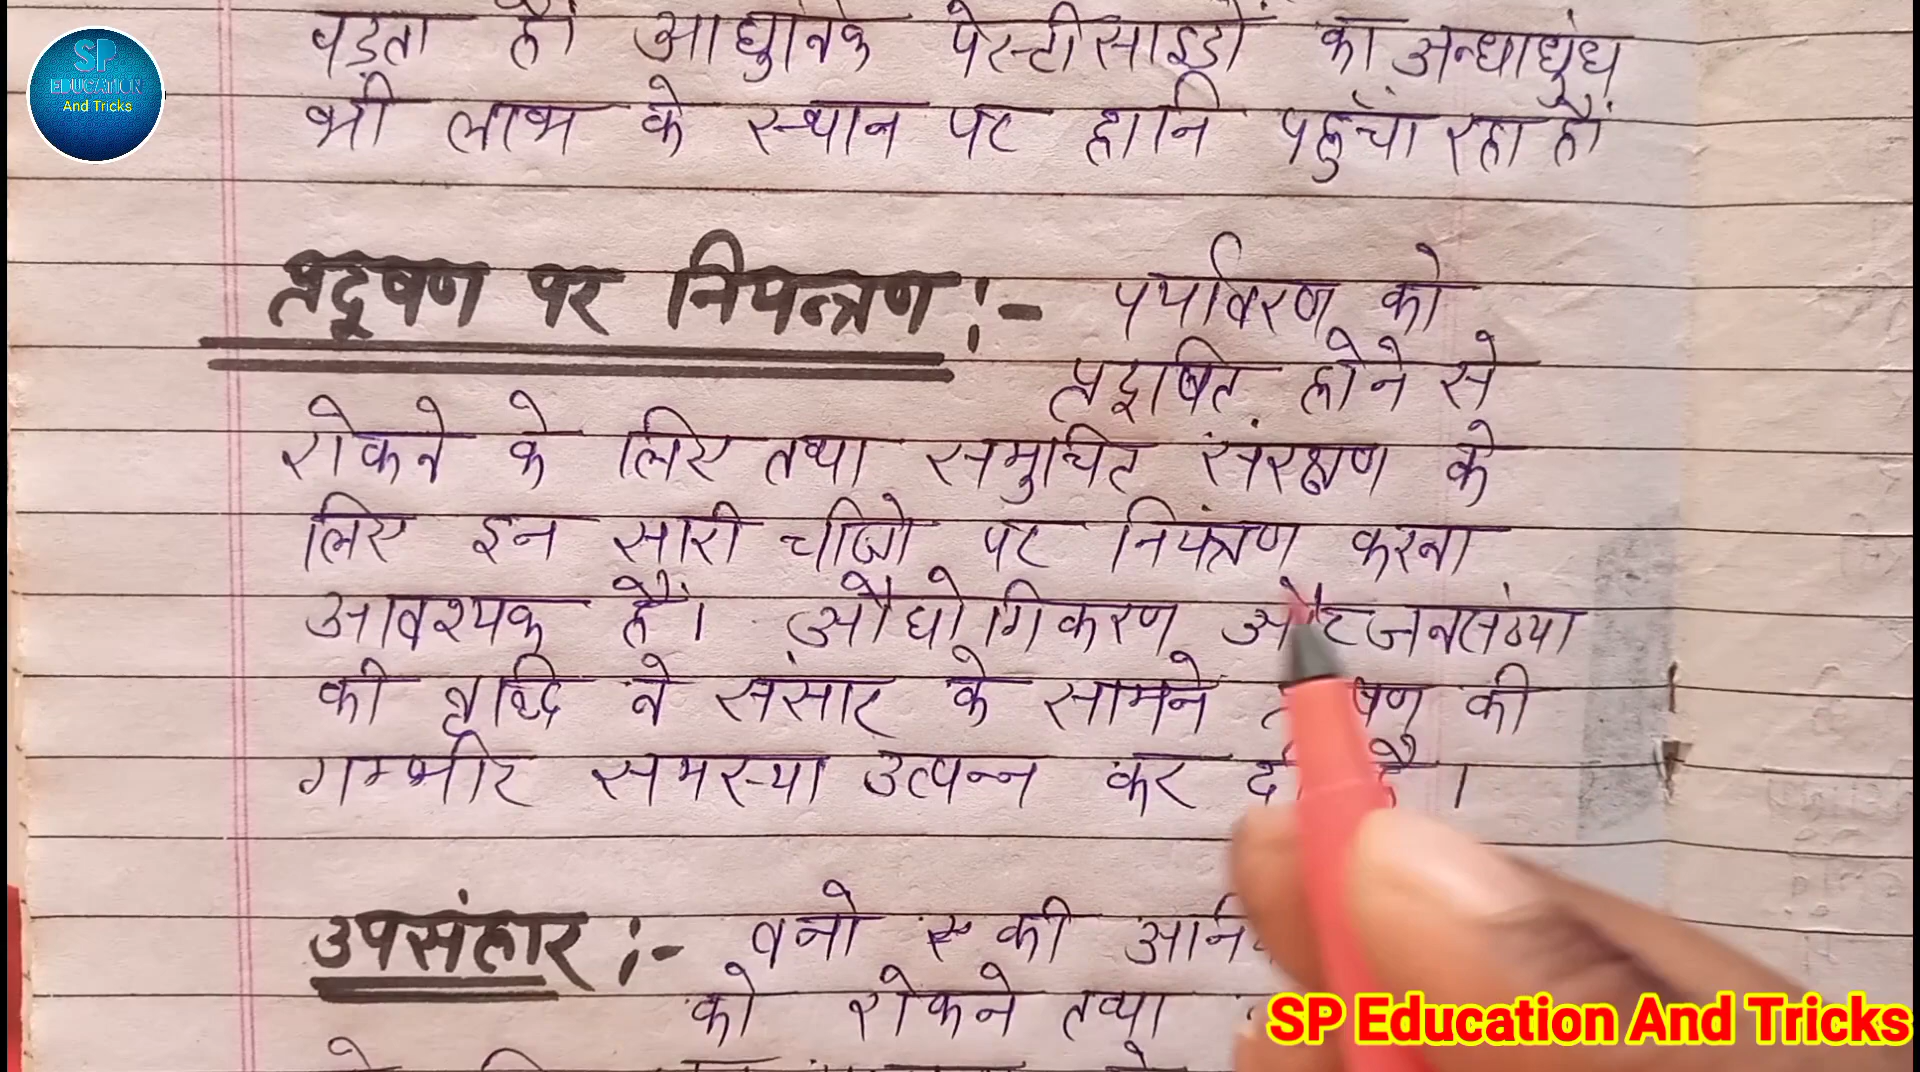 SP
EDUCATION
And Tricks
पड़ता है। आधुनिक पेस्टीसाइडों का अन्धाधुंध
भी लाभ के स्थान पर हानि पहुँचा रहा है।
प्रदूषण पर नियन्त्रण :- पर्यावरण को
प्रदूषित होने से
रोकने के लिए तथा समुचित संरक्षण के
लिए इन सारी चीजो पर नियंत्रण करना
आवश्यक है। औद्योगिकरण और जनसंख्या
की वृद्धि ने संसार के सामने की
गम्भीर समस्या उत्पन्न कर दी है।
उपसंहार :- वनो की
को रोकने तथा
SP Education And Tricks